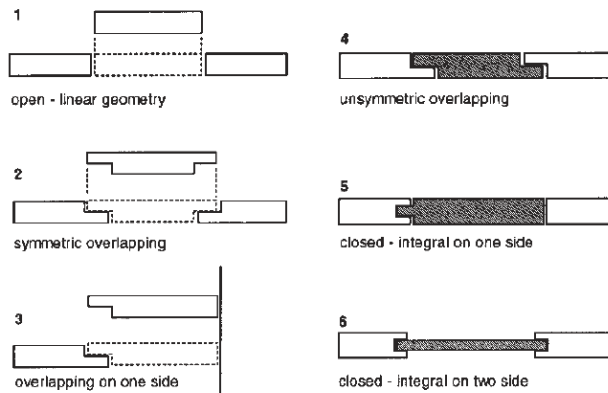 1
open - linear geometry
2
symmetric overlapping
3
overlapping on one side
4
unsymmetric overlapping
5
closed - integral on one side
6
closed - integral on two side